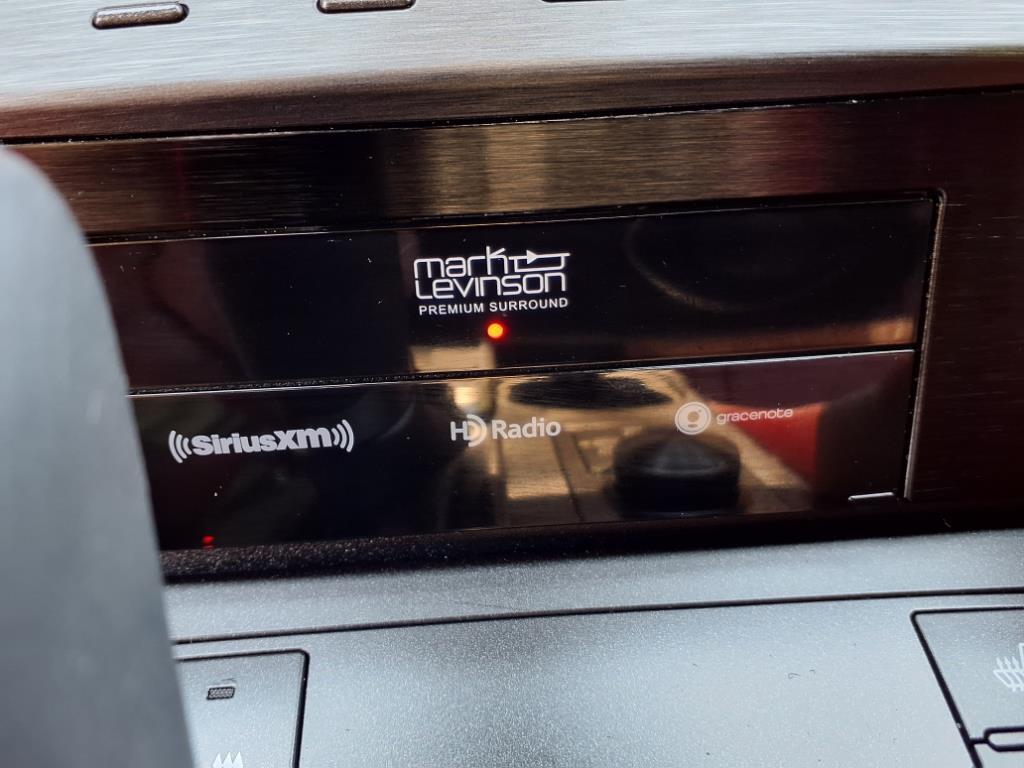 mark
Levinson
PREMIUM SURROUND
SiriusXM
HD Radio
gracenote